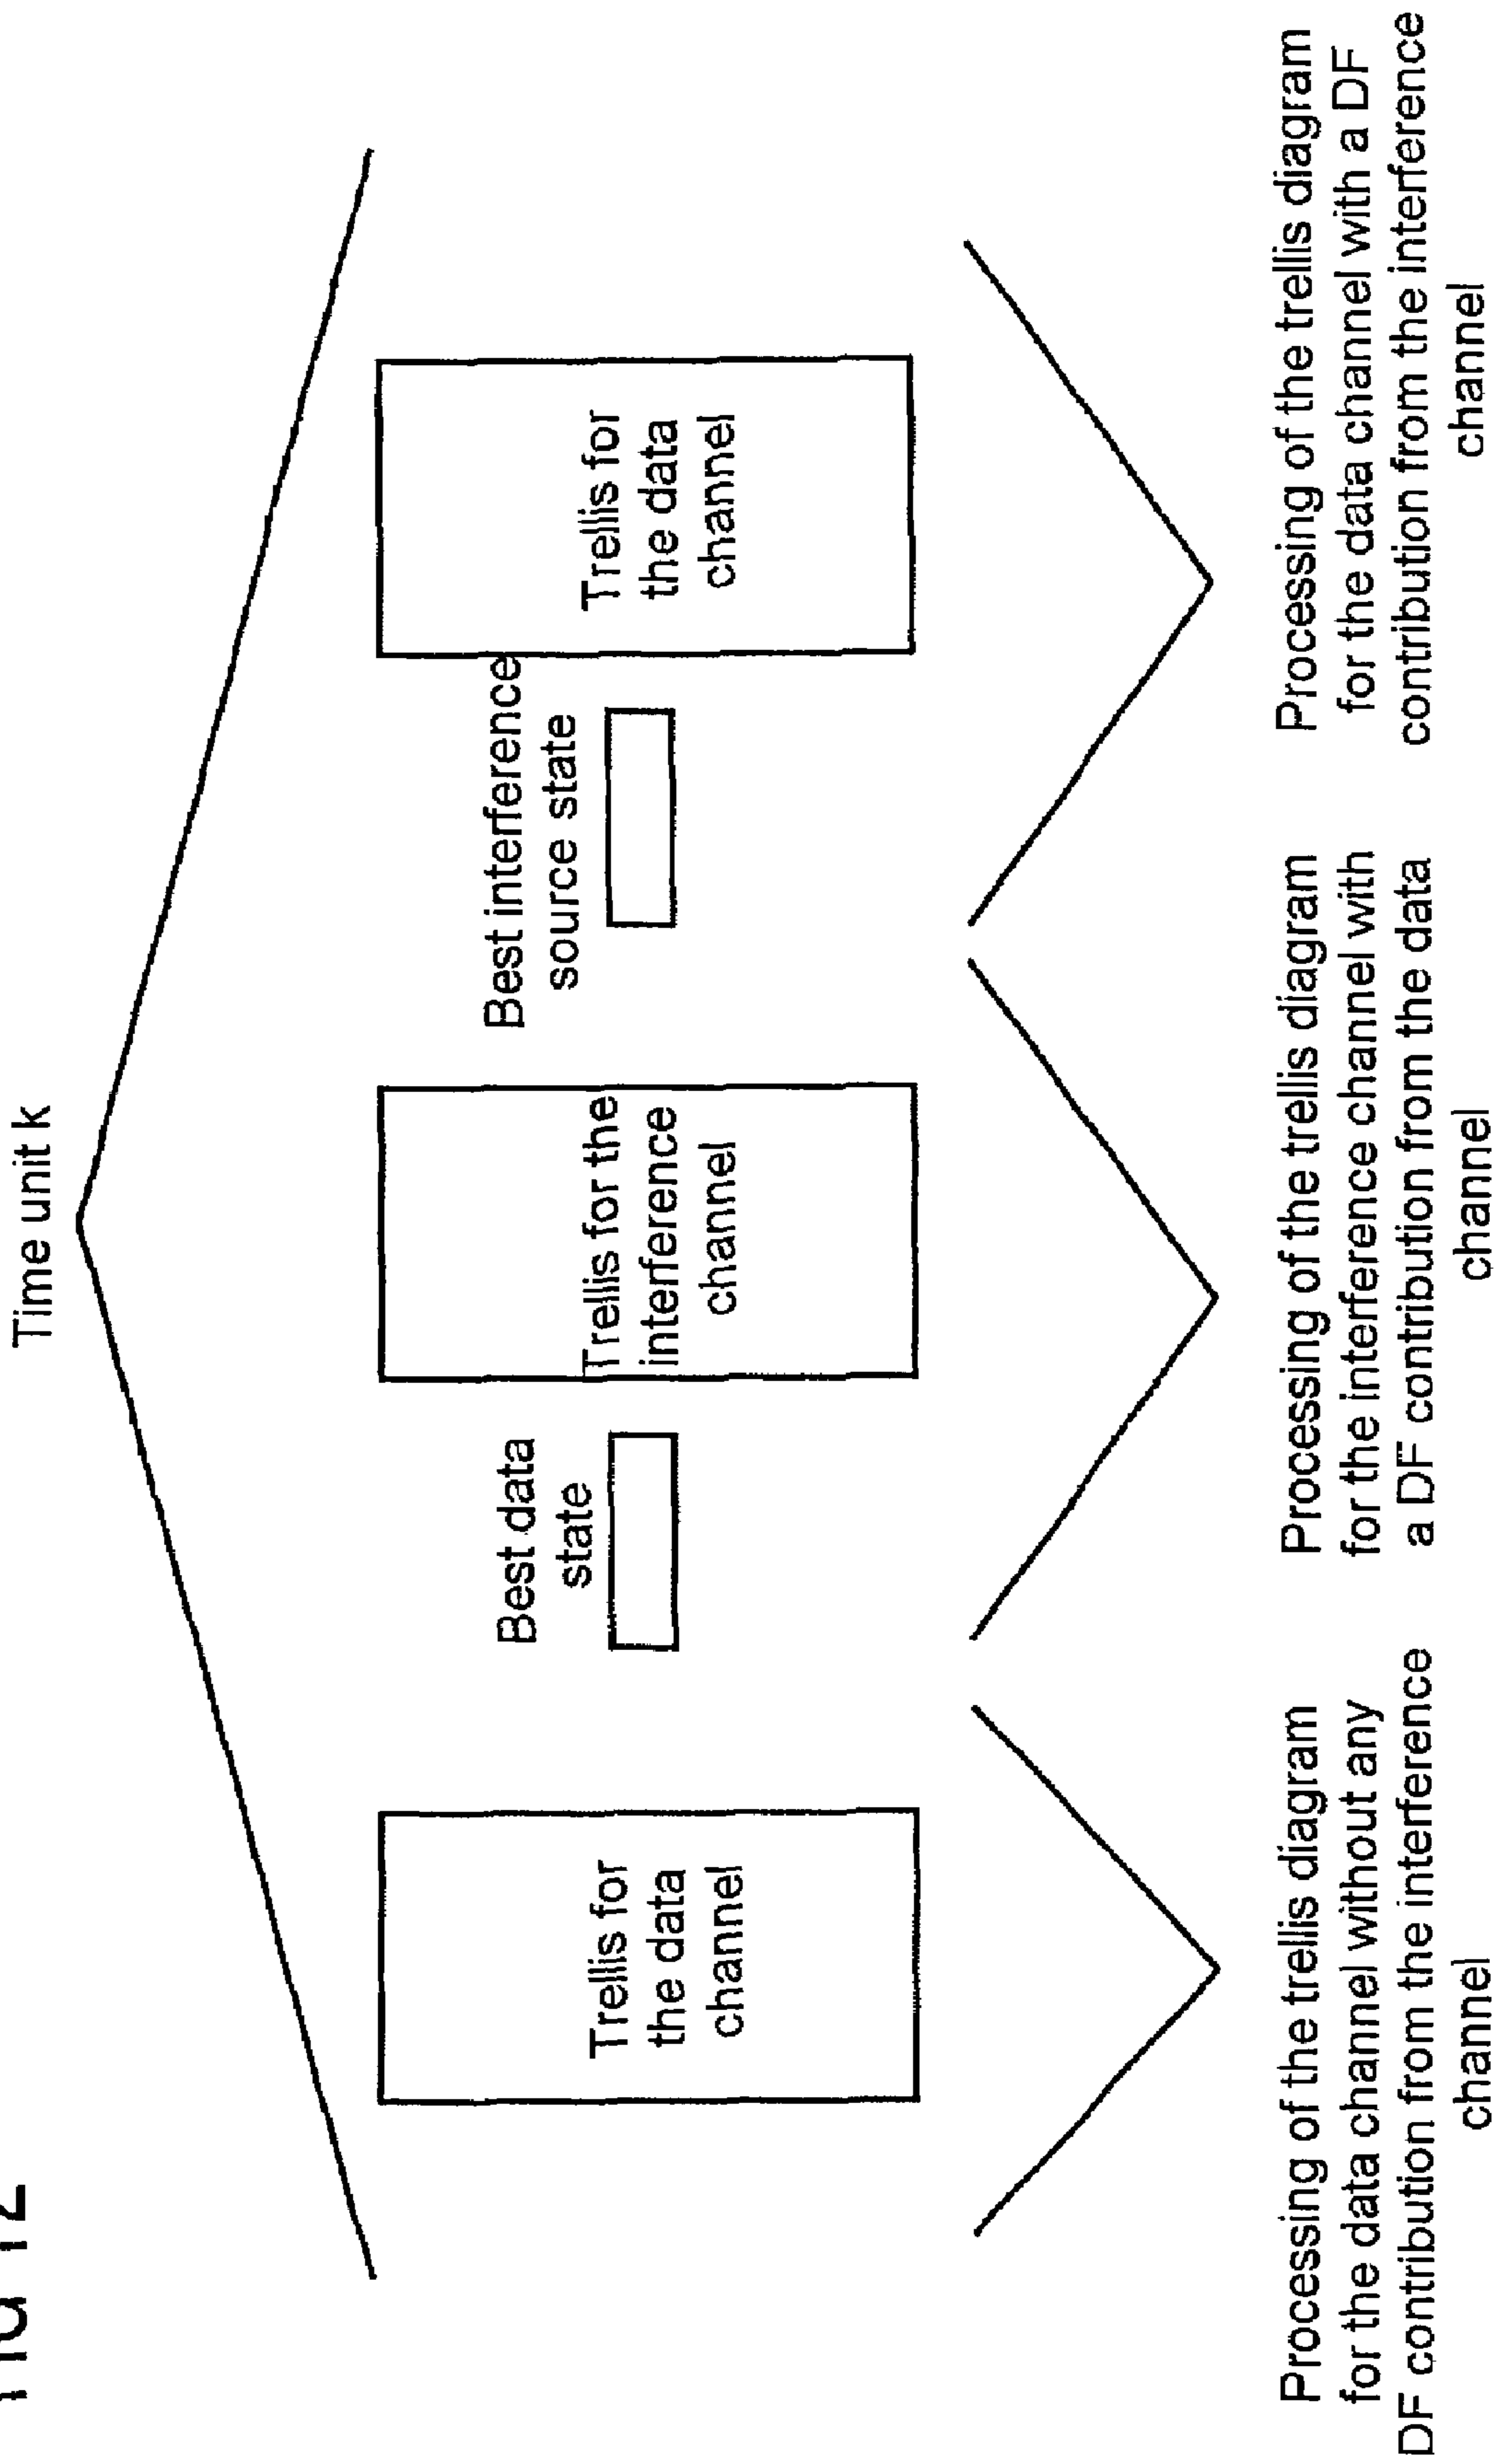 Time unit k
Trellis for
the data
channel
Best data
state
Trellis for the
interference
channel
Best interference
source state
Trellis for
the data
channel
Processing of the trellis diagram
for the data channel without any
DF contribution from the interference
channel
Processing of the trellis diagram
for the interference channel with
a DF contribution from the data
channel
Processing of the trellis diagram
for the data channel with a DF
contribution from the interference
channel